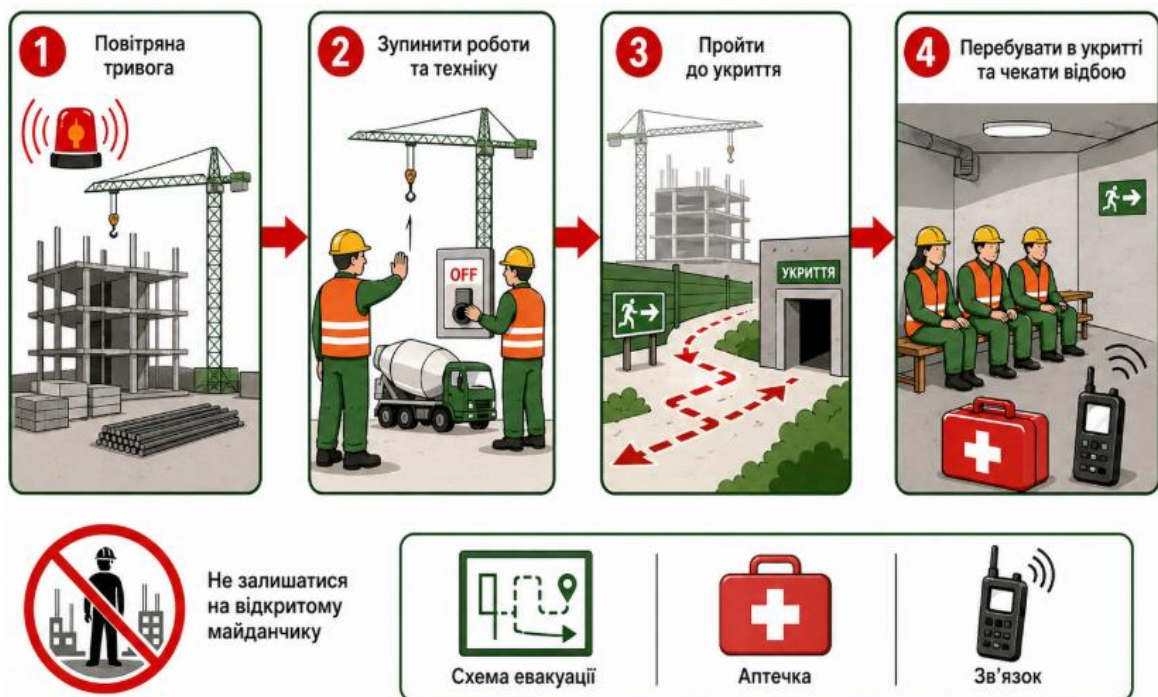 1
Повітряна
тривога
2
Зупинити роботи
та техніку
OFF
3
Пройти
до укриття
УКРИТТЯ
4
Перебувати в укритті
та чекати відбою
Не залишатися
на відкритому
майданчику
Схема евакуації
Аптечка
Зв’язок